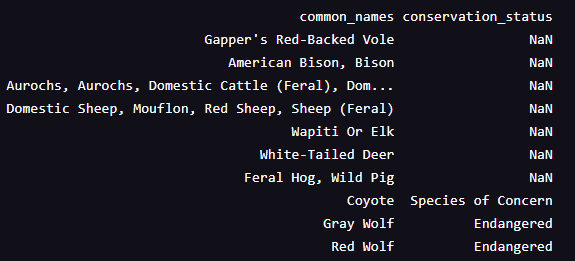 common_names conservation_status
Gapper's Red-Backed Vole NaN
American Bison, Bison NaN
Aurochs, Aurochs, Domestic Cattle (Feral), Dom... NaN
Domestic Sheep, Mouflon, Red Sheep, Sheep (Feral) NaN
Wapiti Or Elk NaN
White-Tailed Deer NaN
Feral Hog, Wild Pig NaN
Coyote Species of Concern
Gray Wolf Endangered
Red Wolf Endangered